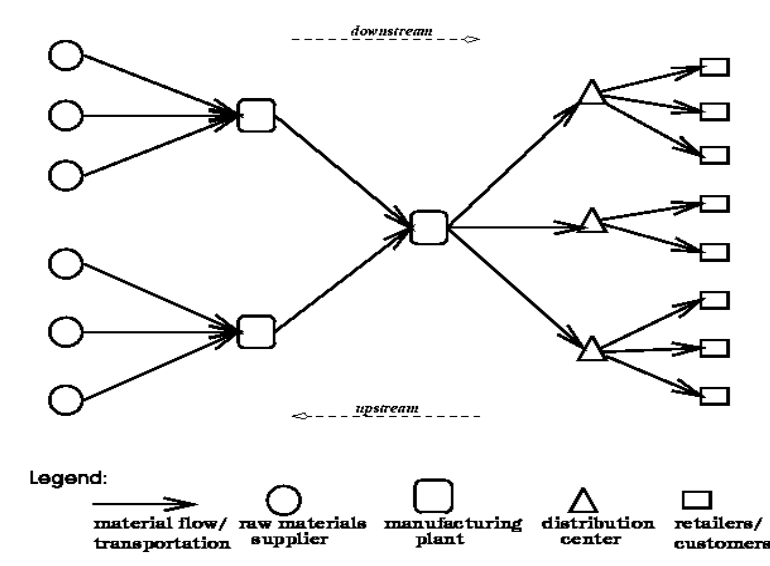 downstream
upstream
Legend:
material flow/
transportation
raw materials
supplier
manufacturing
plant
distribution
center
retailers/
customers